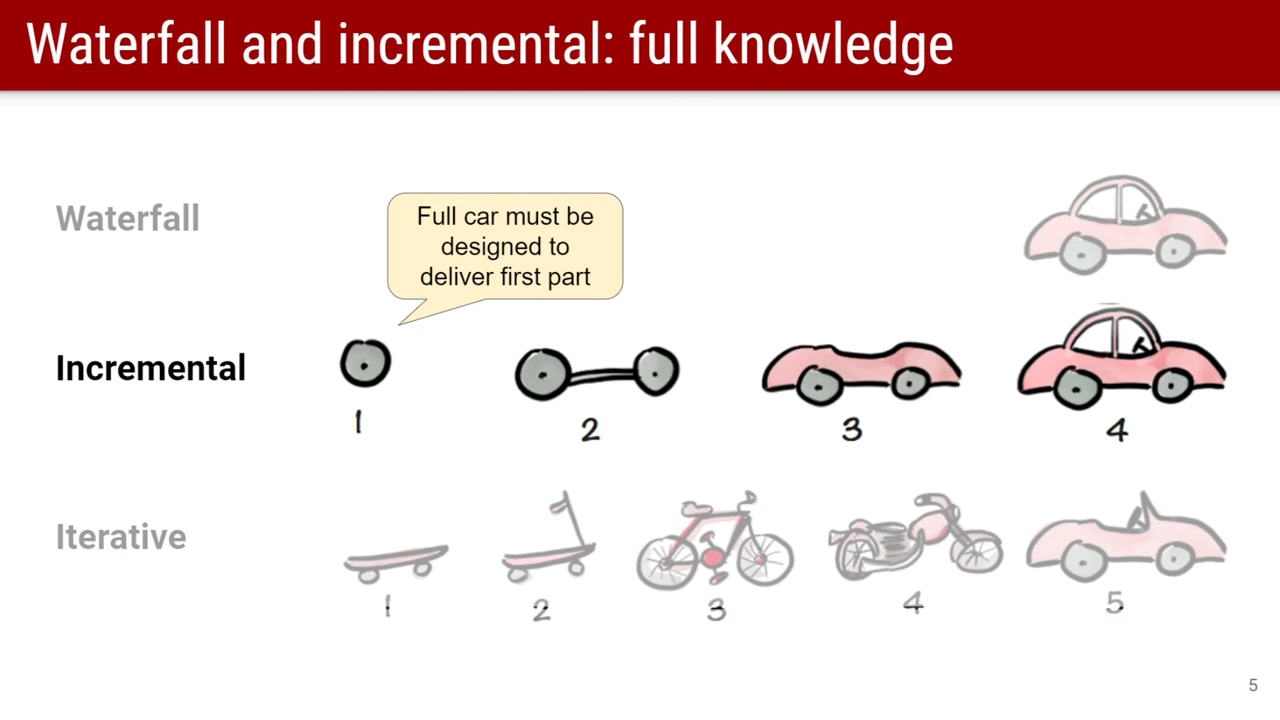 Waterfall and incremental: full knowledge
Waterfall
Full car must be
designed to
deliver first part
Incremental
1 2 3 4
Iterative
1 2 3 4 5
5